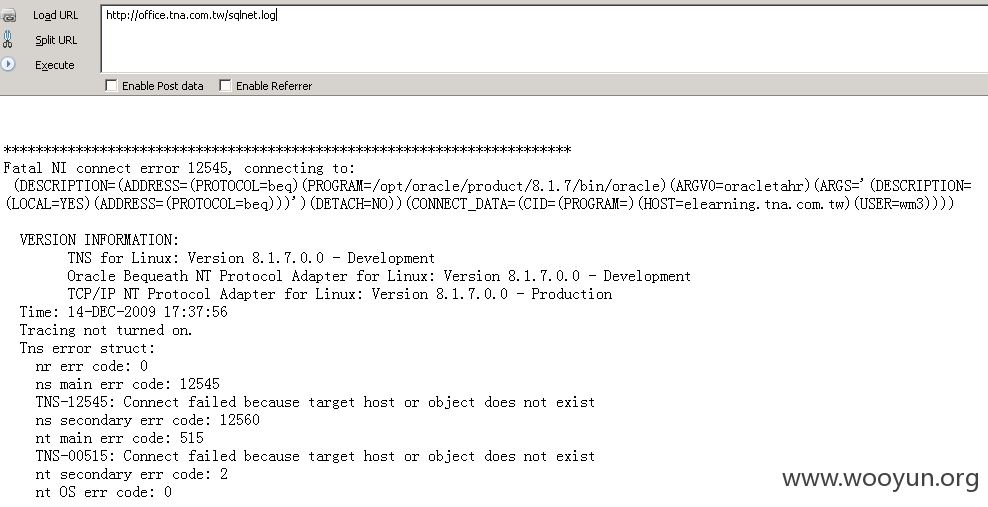 Load URL
http://office.tna.com.tw/sqlnet.log
Split URL
Execute
Enable Post data Enable Referrer
***********************************************************************
Fatal NI connect error 12545, connecting to:
(DESCRIPTION=(ADDRESS=(PROTOCOL=beq)(PROGRAM=/opt/oracle/product/8.1.7/bin/oracle)(ARGV0=oracletahr)(ARGS='(DESCRIPTION=
(LOCAL=YES)(ADDRESS=(PROTOCOL=beq)))')(DETACH=NO))(CONNECT_DATA=(CID=(PROGRAM=)(HOST=elearning.tna.com.tw)(USER=wm3))))
VERSION INFORMATION:
TNS for Linux: Version 8.1.7.0.0 - Development
Oracle Bequeath NT Protocol Adapter for Linux: Version 8.1.7.0.0 - Development
TCP/IP NT Protocol Adapter for Linux: Version 8.1.7.0.0 - Production
Time: 14-DEC-2009 17:37:56
Tracing not turned on.
Tns error struct:
nr err code: 0
ns main err code: 12545
TNS-12545: Connect failed because target host or object does not exist
ns secondary err code: 12560
nt main err code: 515
TNS-00515: Connect failed because target host or object does not exist
nt secondary err code: 2
nt OS err code: 0
www.wooyun.org